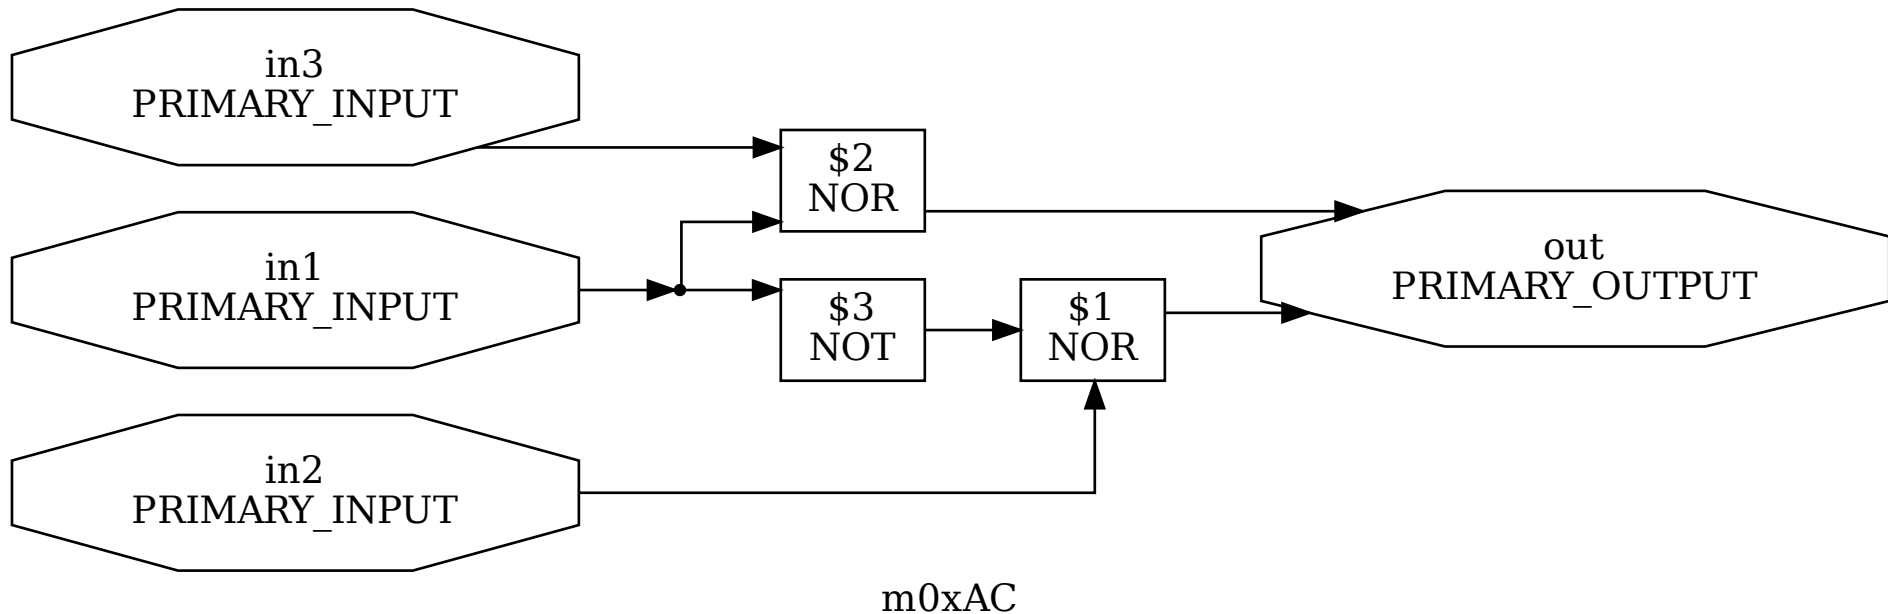 in3
PRIMARY_INPUT
$2
NOR
in1
PRIMARY_INPUT
$3
NOT
$1
NOR
out
PRIMARY_OUTPUT
in2
PRIMARY_INPUT
m0xAC